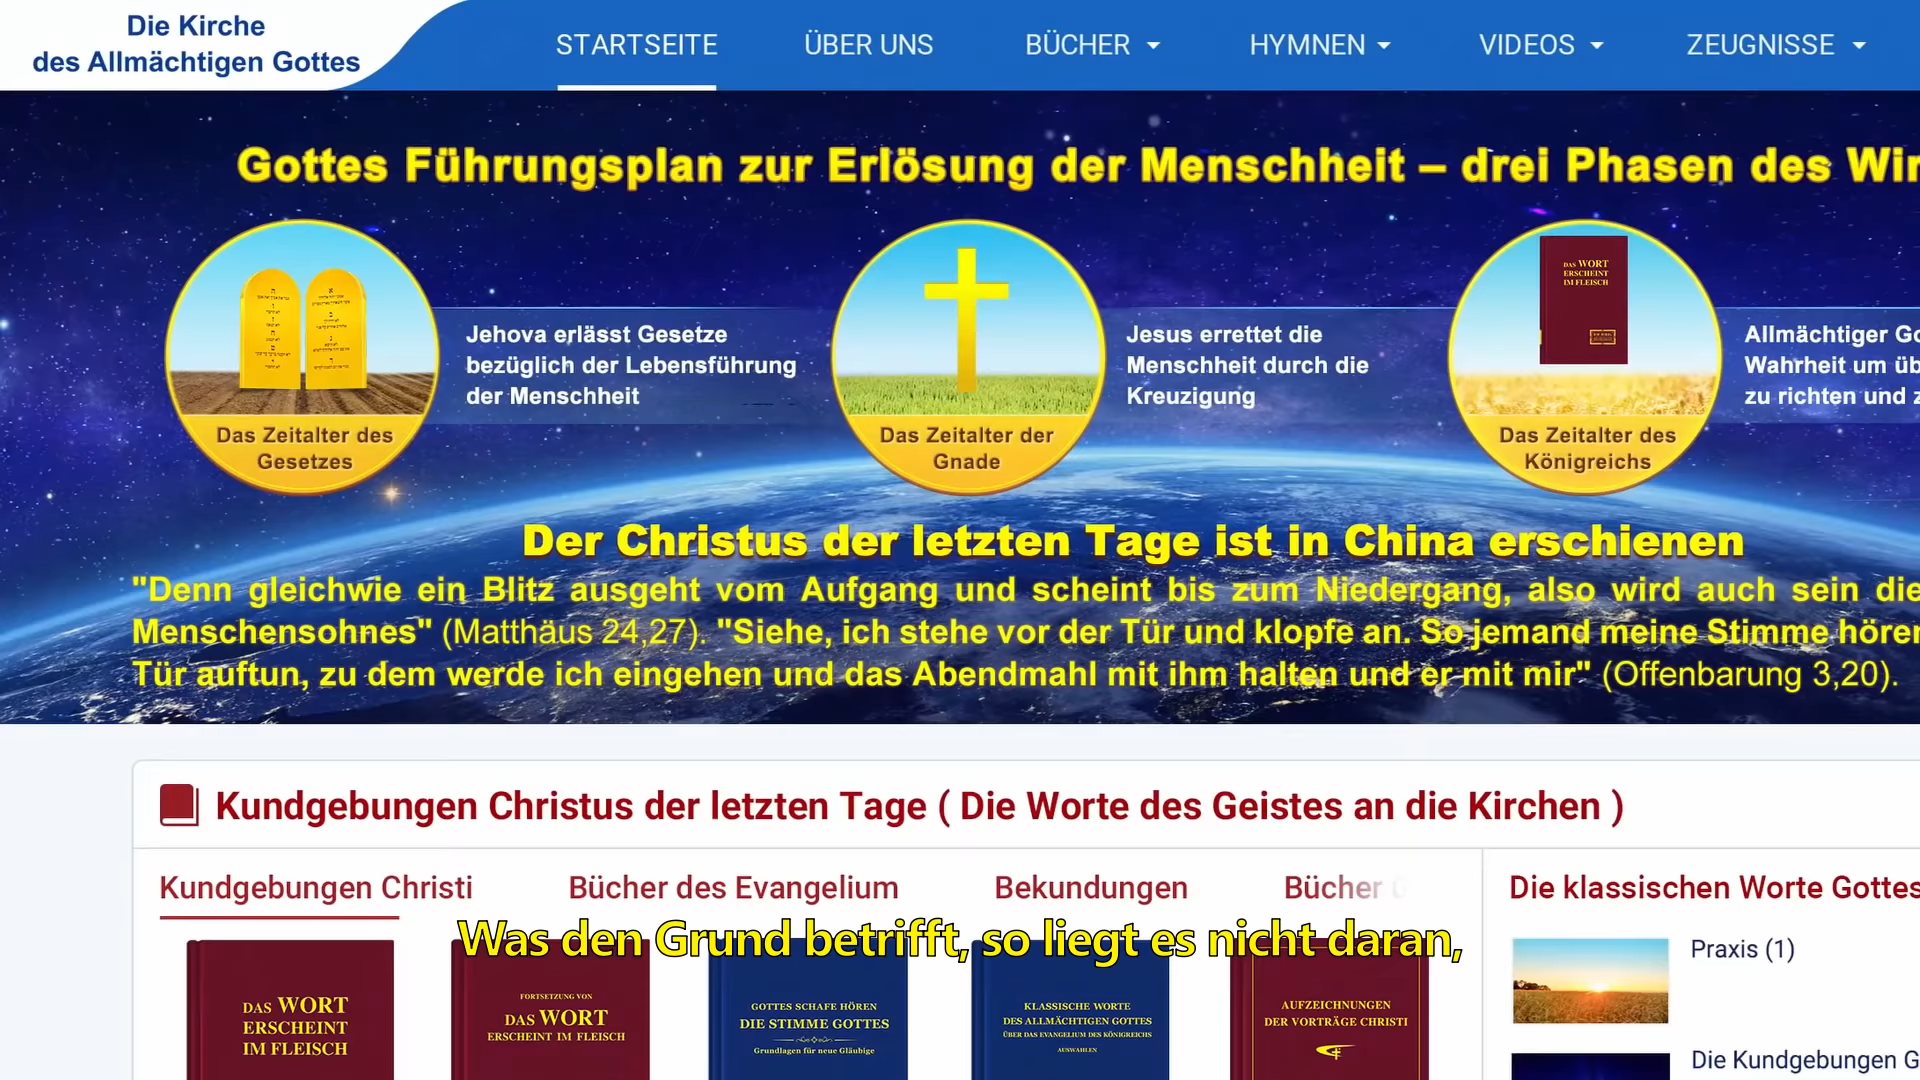 Die Kirche
des Allmächtigen Gottes
STARTSEITE
ÜBER UNS
BÜCHER
HYMNEN
VIDEOS
ZEUGNISSE
Gottes Führungsplan zur Erlösung der Menschheit – drei Phasen des
DAS WORT
ERSCHEINT
IM FLEISCH
Jehova erlässt Gesetze
bezüglich der Lebensführung
der Menschheit
Jesus errettet die
Menschheit durch die
Kreuzigung
Allmächtiger
Wahrheit um
zu richten und
Das Zeitalter des
Gesetzes
Das Zeitalter der
Gnade
Das Zeitalter des
Königreichs
Der Christus der letzten Tage ist in China erschienen
"Denn gleichwie ein Blitz ausgeht vom Aufgang und scheint bis zum Niedergang, also wird auch sein die
Menschensohnes" (Matthäus 24,27). "Siehe, ich stehe vor der Tür und klopfe an. So jemand meine Stimme
Tür auftun, zu dem werde ich eingehen und das Abendmahl mit ihm halten und er mit mir" (Offenbarung 3,20).
Kundgebungen Christus der letzten Tage ( Die Worte des Geistes an die Kirchen )
Kundgebungen Christi
Bücher des Evangelium
Bekundungen
Bücher
Die klassischen Worte Gottes
Was den Grund betrifft, so liegt es nicht daran,
DAS WORT
ERSCHEINT
IM FLEISCH
FORTSETZUNG VON
DAS WORT
ERSCHEINT IM FLEISCH
GOTTES SCHAFE HÖREN
DIE STIMME GOTTES
Grundlagen für neue Gläubige
KLASSISCHE WORTE
DES ALLMÄCHTIGEN GOTTES
ÜBER DAS EVANGELIUM DES KÖNIGREICHS
AUSWAHLEN
AUFZEICHNUNGEN
DER VORTRÄGE CHRISTI
Praxis (1)
Die Kundgebungen